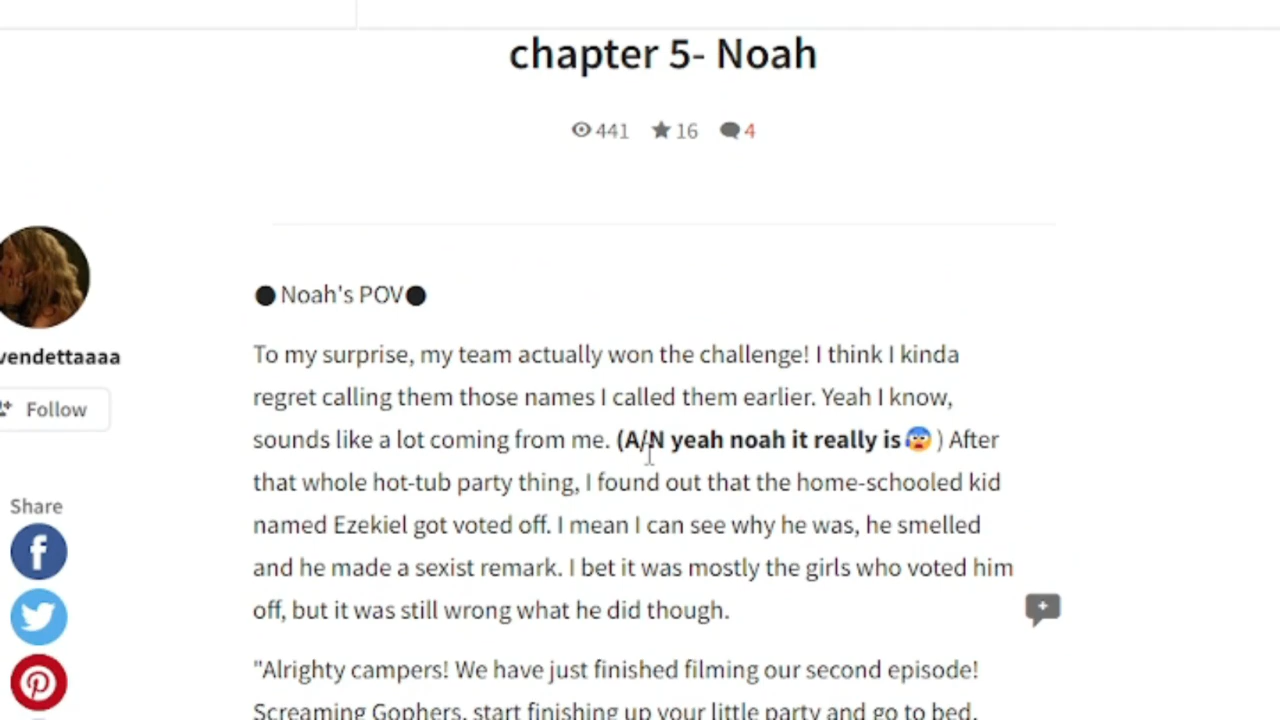 chapter 5- Noah
441 16 4
vendettaaaa
Follow
Share
●Noah's POV●
To my surprise, my team actually won the challenge! I think I kinda
regret calling them those names I called them earlier. Yeah I know,
sounds like a lot coming from me. (A/N yeah noah it really is😰) After
that whole hot-tub party thing, I found out that the home-schooled kid
named Ezekiel got voted off. I mean I can see why he was, he smelled
and he made a sexist remark. I bet it was mostly the girls who voted him
off, but it was still wrong what he did though.
"Alrighty campers! We have just finished filming our second episode!
Screaming Gophers, start finishing up your little party and go to bed.